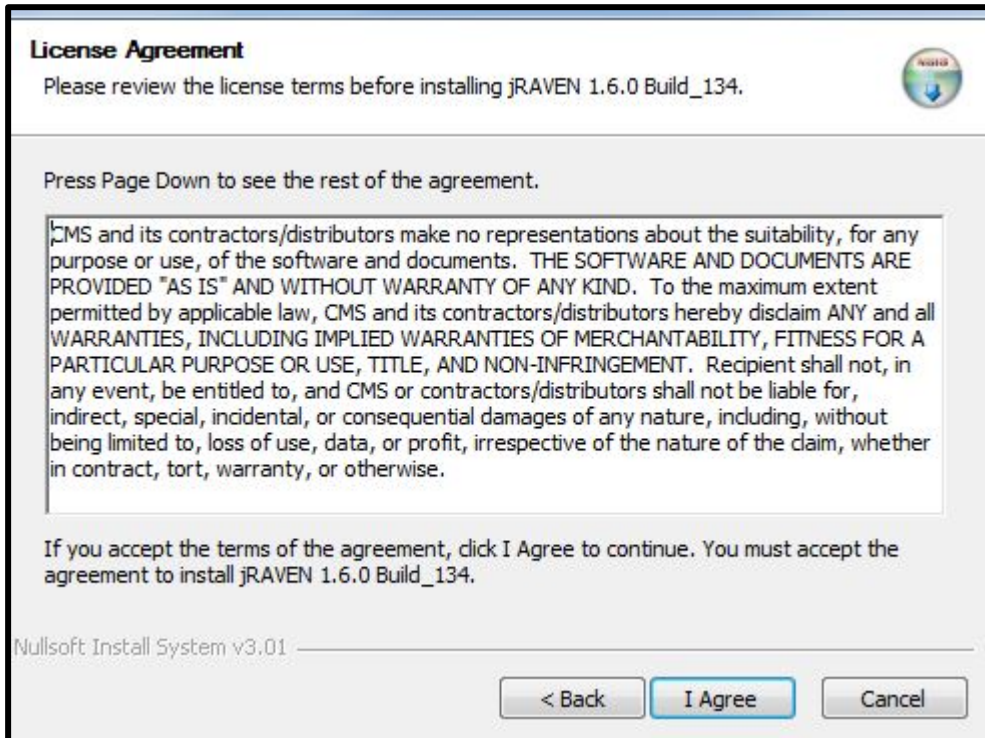 License Agreement
Please review the license terms before installing jRAVEN 1.6.0 Build_134.
Press Page Down to see the rest of the agreement.
CMS and its contractors/distributors make no representations about the suitability, for any
purpose or use, of the software and documents.  THE SOFTWARE AND DOCUMENTS ARE
PROVIDED "AS IS" AND WITHOUT WARRANTY OF ANY KIND.  To the maximum extent
permitted by applicable law, CMS and its contractors/distributors hereby disclaim ANY and all
WARRANTIES, INCLUDING IMPLIED WARRANTIES OF MERCHANTABILITY, FITNESS FOR A
PARTICULAR PURPOSE OR USE, TITLE, AND NON-INFRINGEMENT.  Recipient shall not, in
any event, be entitled to, and CMS or contractors/distributors shall not be liable for,
indirect, special, incidental, or consequential damages of any nature, including, without
being limited to, loss of use, data, or profit, irrespective of the nature of the claim, whether
in contract, tort, warranty, or otherwise.
If you accept the terms of the agreement, click I Agree to continue. You must accept the
agreement to install jRAVEN 1.6.0 Build_134.
Nullsoft Install System v3.01
< Back
I Agree
Cancel